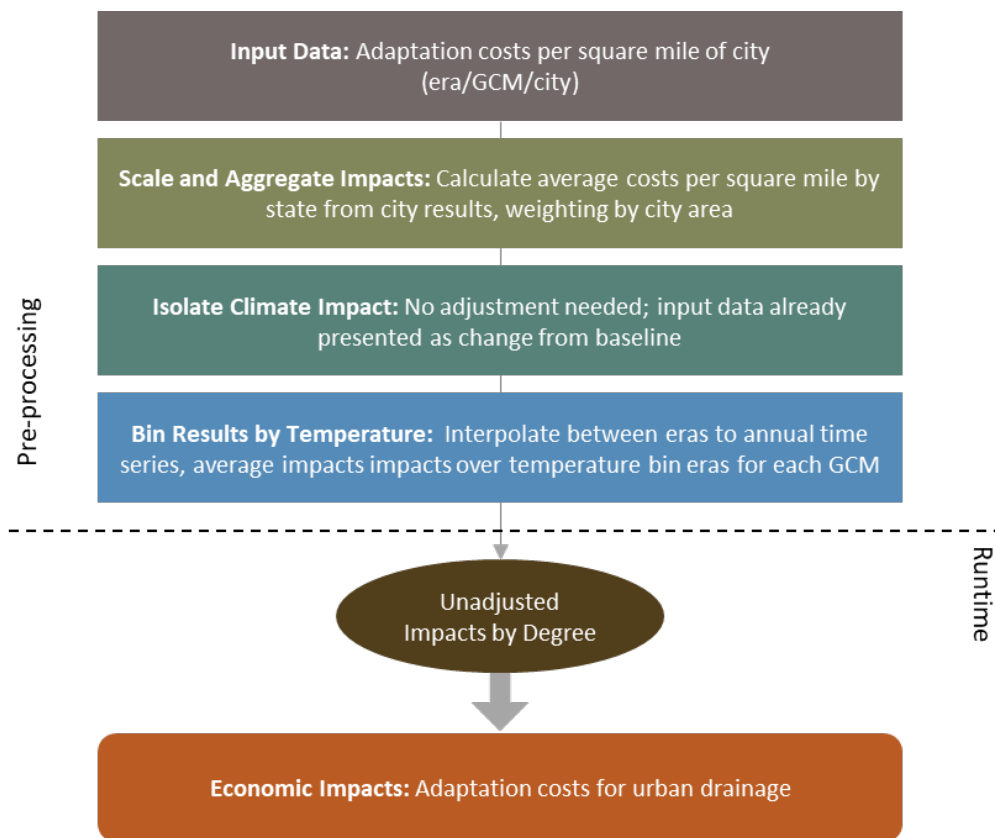 Input Data: Adaptation costs per square mile of city
(era/GCM/city)
Scale and Aggregate Impacts: Calculate average costs per square mile by
state from city results, weighting by city area
Isolate Climate Impact: No adjustment needed; input data already
presented as change from baseline
Bin Results by Temperature: Interpolate between eras to annual time
series, average impacts impacts over temperature bin eras for each GCM
Pre-processing
Runtime
Unadjusted
Impacts by Degree
Economic Impacts: Adaptation costs for urban drainage